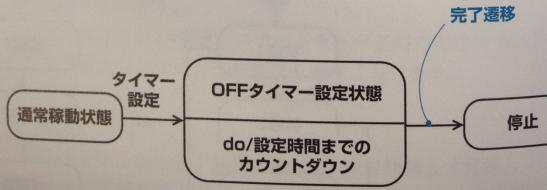 完了遷移
タイマー
設定
OFFタイマー設定状態
通常稼動状態
停止
do/設定時間までの
カウントダウン